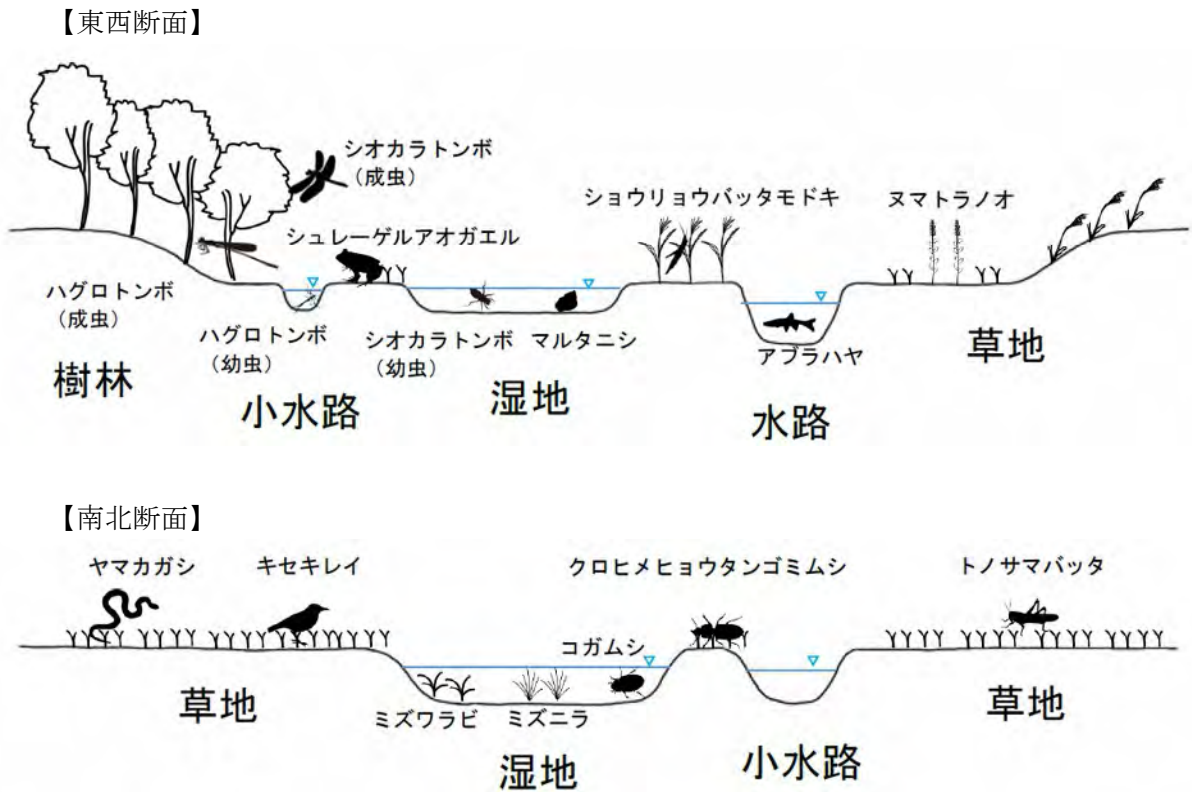 【東西断面】
シオカラトンボ
(成虫)
ショウリョウバッタモドキ
ヌマトラノオ
シュレーゲルアオガエル
ハグロトンボ
(成虫)
ハグロトンボ
(幼虫)
シオカラトンボ
(幼虫)
マルタニシ
アブラハヤ
樹林
小水路
湿地
水路
草地
【南北断面】
ヤマカガシ
キセキレイ
クロヒメヒョウタンゴミムシ
トノサマバッタ
コガムシ
ミズワラビ
ミズニラ
草地
湿地
小水路
草地